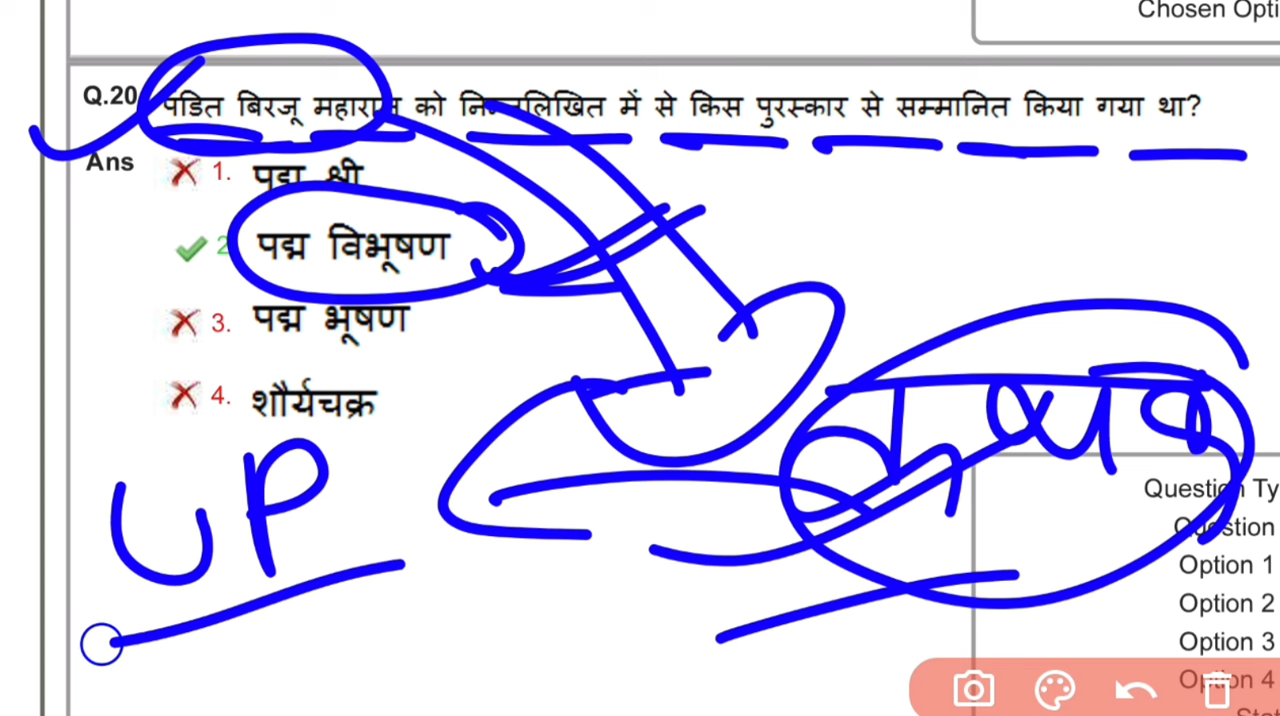 Chosen Opti
Q.20 पंडित बिरजू महाराज को निम्नलिखित में से किस पुरस्कार से सम्मानित किया गया था?
Ans
1. पद्म श्री
2 पद्म विभूषण
3. पद्म भूषण
4. शौर्यचक्र
UP
Question Ty
Question
Option 1
Option 2
Option 3
Option 4